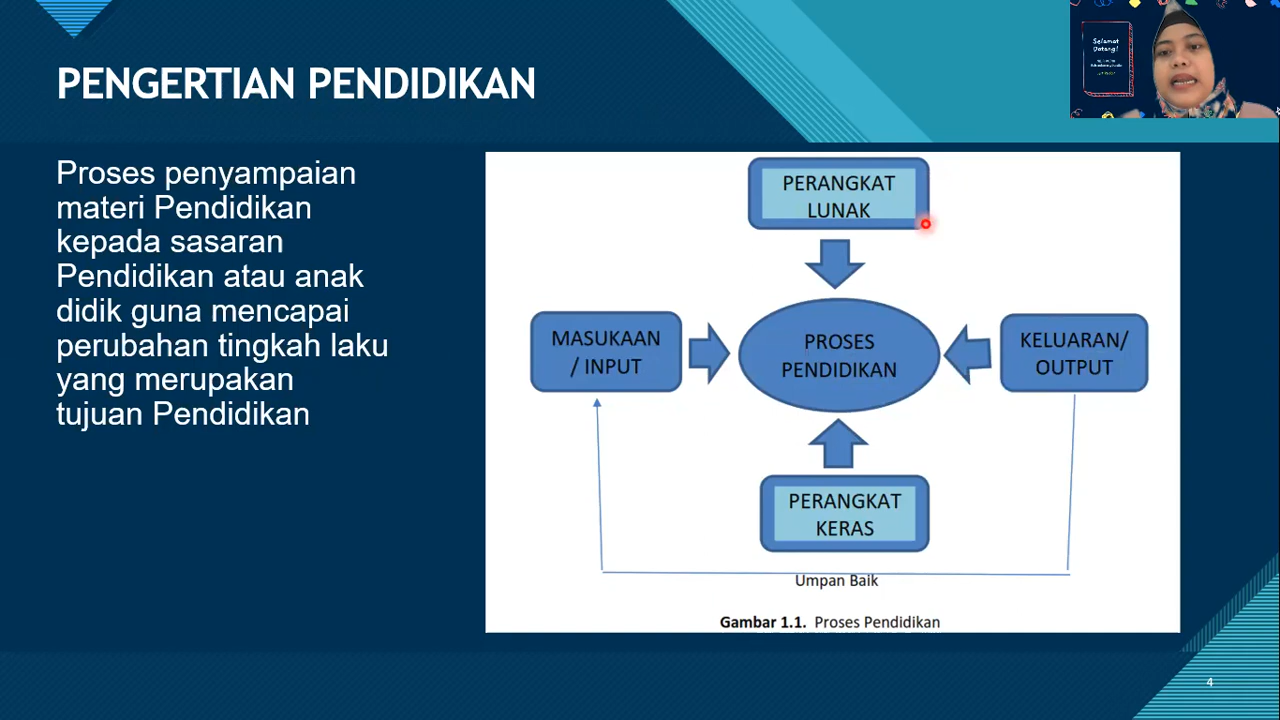 PENGERTIAN PENDIDIKAN
Selamat
Datang!
Proses penyampaian
materi Pendidikan
kepada sasaran
Pendidikan atau anak
didik guna mencapai
perubahan tingkah laku
yang merupakan
tujuan Pendidikan
PERANGKAT
LUNAK
MASUKAAN
/ INPUT
PROSES
PENDIDIKAN
KELUARAN/
OUTPUT
PERANGKAT
KERAS
Umpan Baik
Gambar 1.1. Proses Pendidikan
4